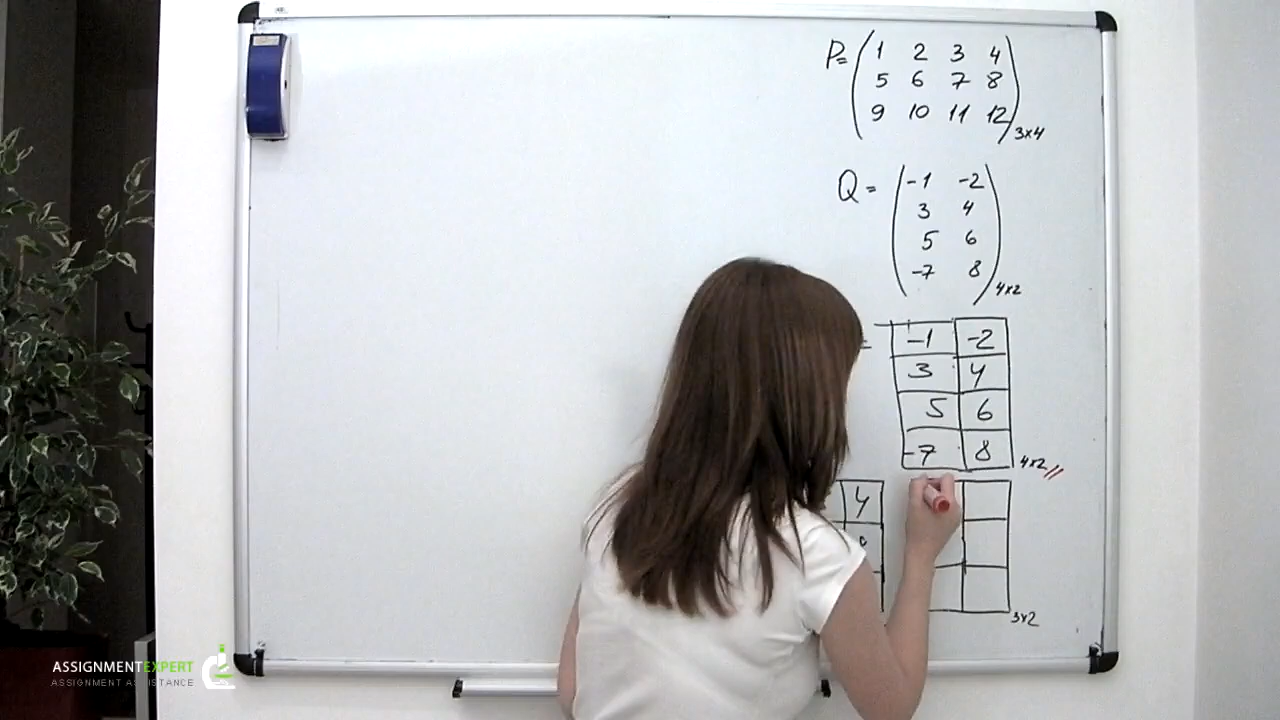 P= 1 2 3 4
5 6 7 8
9 10 11 12
3x4
Q = -1 -2
3 4
5 6
-7 8
4x2
-1 -2
3 4
5 6
-7 8
4x2
4
3x2
ASSIGNMENTEXPERT
ASSIGNMENT ASSISTANCE